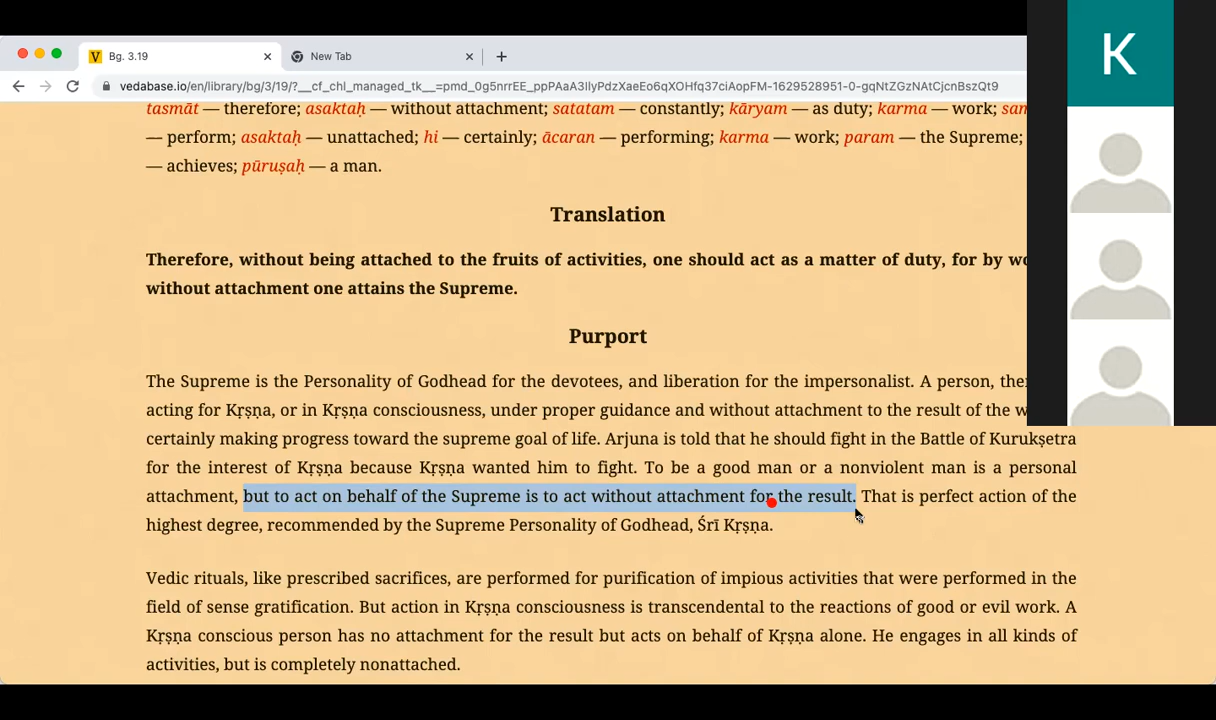 Bg. 3.19
New Tab
vedabase.io/en/library/bg/3/19/?__cf_chl_managed_tk__=pmd_0g5nrrEE_ppPAaA3IlyPdzXaeEo6qXOHfq37ciAopFM-1629528951-0-gqNtZGzNAtCjcnBszQt9
K
tasmāt — therefore; asaktaḥ — without attachment; satatam — constantly; kāryam — as duty; karma — work;
— perform; asaktaḥ — unattached; hi — certainly; ācaran — performing; karma — work; param — the Supreme;
— achieves; pūruṣaḥ — a man.
Translation
Therefore, without being attached to the fruits of activities, one should act as a matter of duty, for by
without attachment one attains the Supreme.
Purport
The Supreme is the Personality of Godhead for the devotees, and liberation for the impersonalist. A person,
acting for Kṛṣṇa, or in Kṛṣṇa consciousness, under proper guidance and without attachment to the result of the
certainly making progress toward the supreme goal of life. Arjuna is told that he should fight in the Battle of Kurukṣetra
for the interest of Kṛṣṇa because Kṛṣṇa wanted him to fight. To be a good man or a nonviolent man is a personal
attachment, but to act on behalf of the Supreme is to act without attachment for the result. That is perfect action of the
highest degree, recommended by the Supreme Personality of Godhead, Śrī Kṛṣṇa.
Vedic rituals, like prescribed sacrifices, are performed for purification of impious activities that were performed in the
field of sense gratification. But action in Kṛṣṇa consciousness is transcendental to the reactions of good or evil work. A
Kṛṣṇa conscious person has no attachment for the result but acts on behalf of Kṛṣṇa alone. He engages in all kinds of
activities, but is completely nonattached.